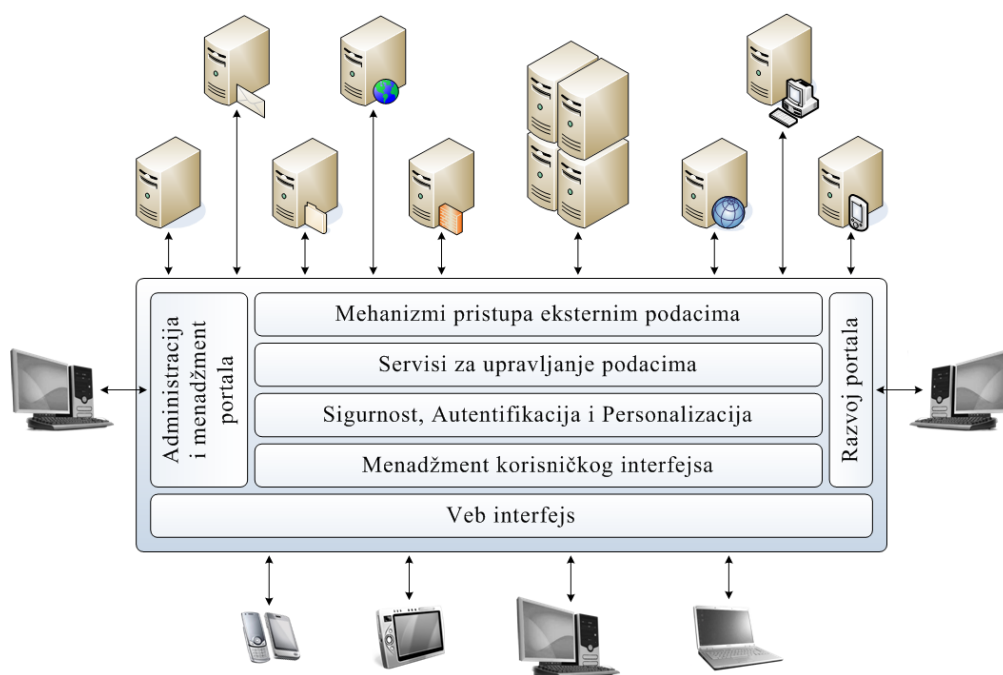 Administracija
i menadžment
portala
Mehanizmi pristupa eksternim podacima
Servisi za upravljanje podacima
Sigurnost, Autentifikacija i Personalizacija
Menadžment korisničkog interfejsa
Razvoj portala
Veb interfejs